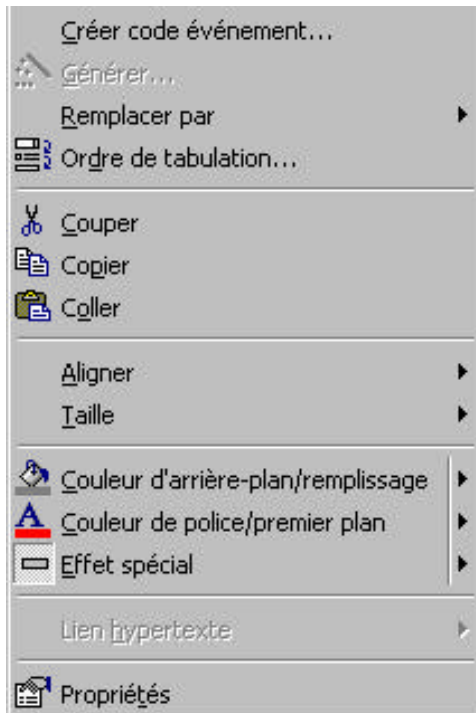 Créer code événement...
Générer...
Remplacer par
Ordre de tabulation...
Couper
Copier
Coller
Aligner
Taille
Couleur d'arrière-plan/remplissage
Couleur de police/premier plan
Effet spécial
Lien hypertexte
Propriétés